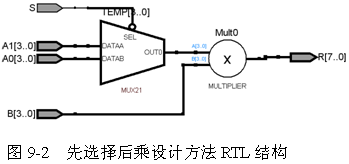 S
TEMP[3..0]
SEL
Mult0
A1[3..0]
DATAA
OUT0
A[3..0]
R[7..0]
A0[3..0]
DATAB
B[3..0]
X
MUX21
MULTIPLIER
B[3..0]
图 9-2 先选择后乘设计方法 RTL 结构